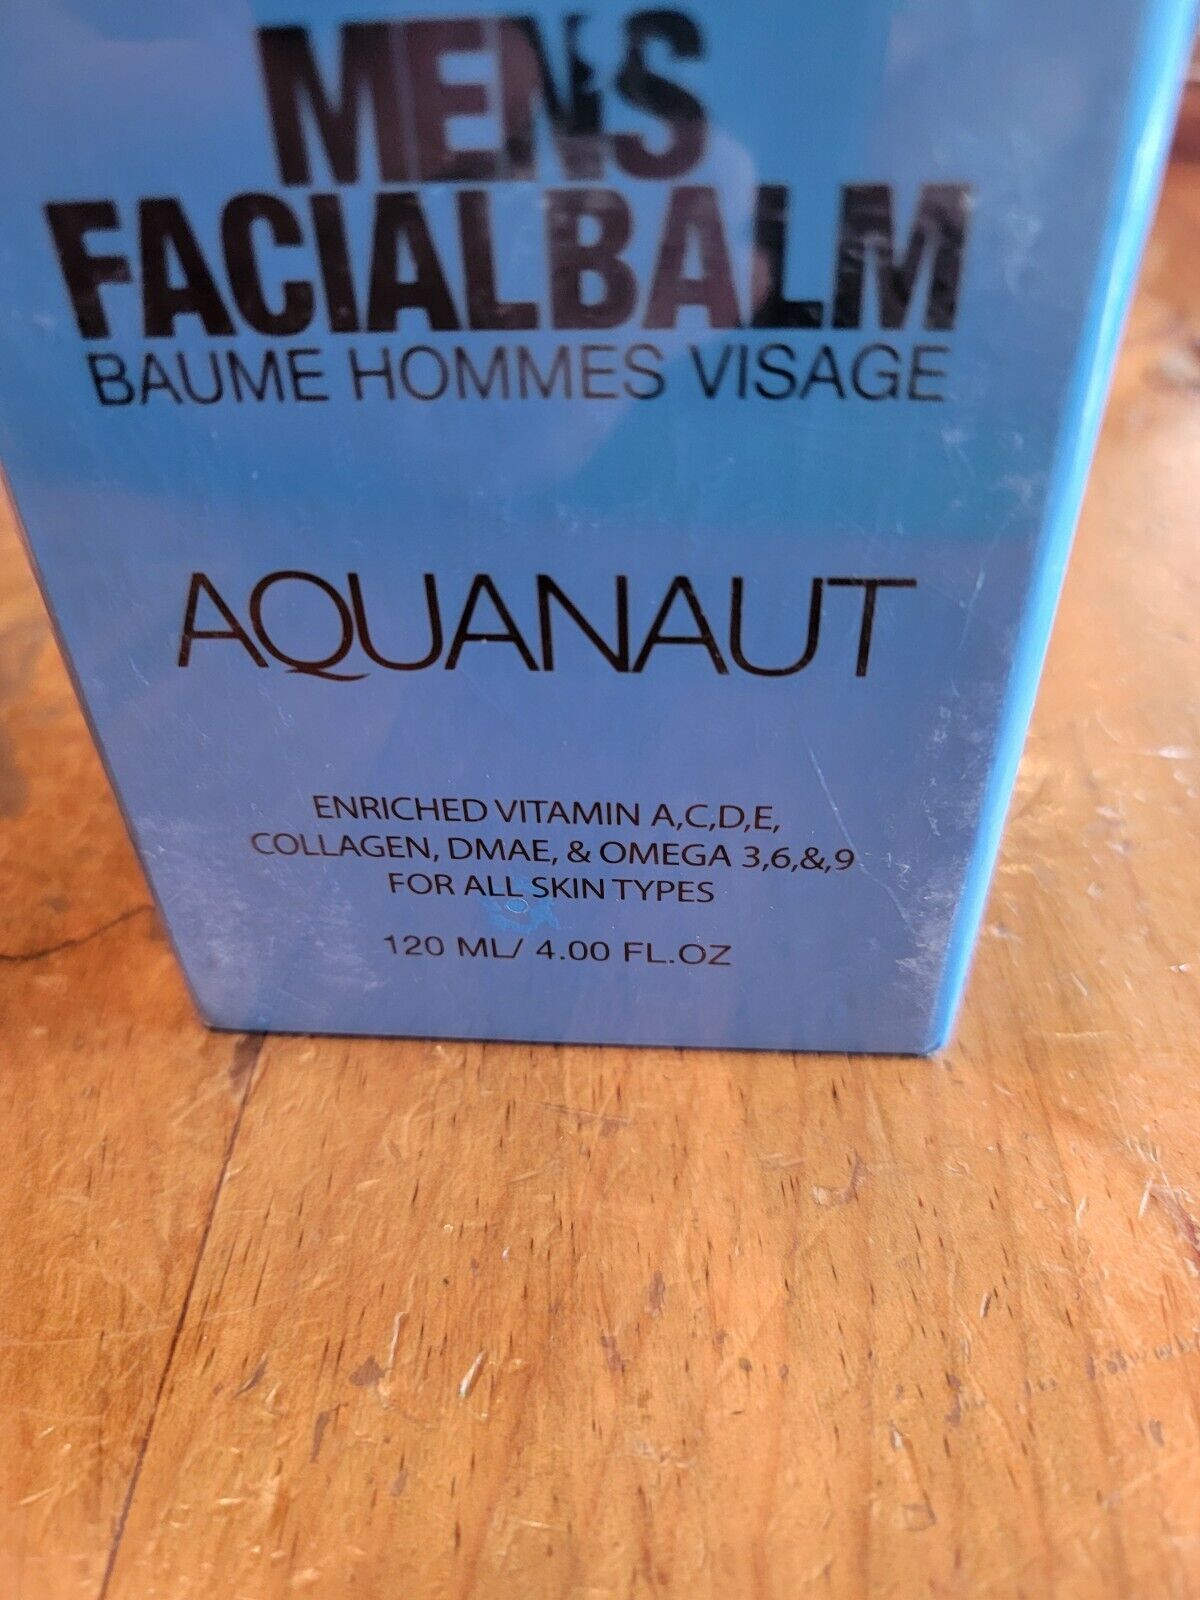 MENS
FACIALBALM
BAUME HOMMES VISAGE
AQUANAUT
ENRICHED VITAMIN A,C,D,E,
COLLAGEN, DMAE, & OMEGA 3,6,&,9
FOR ALL SKIN TYPES
120 ML/ 4.00 FL.OZ